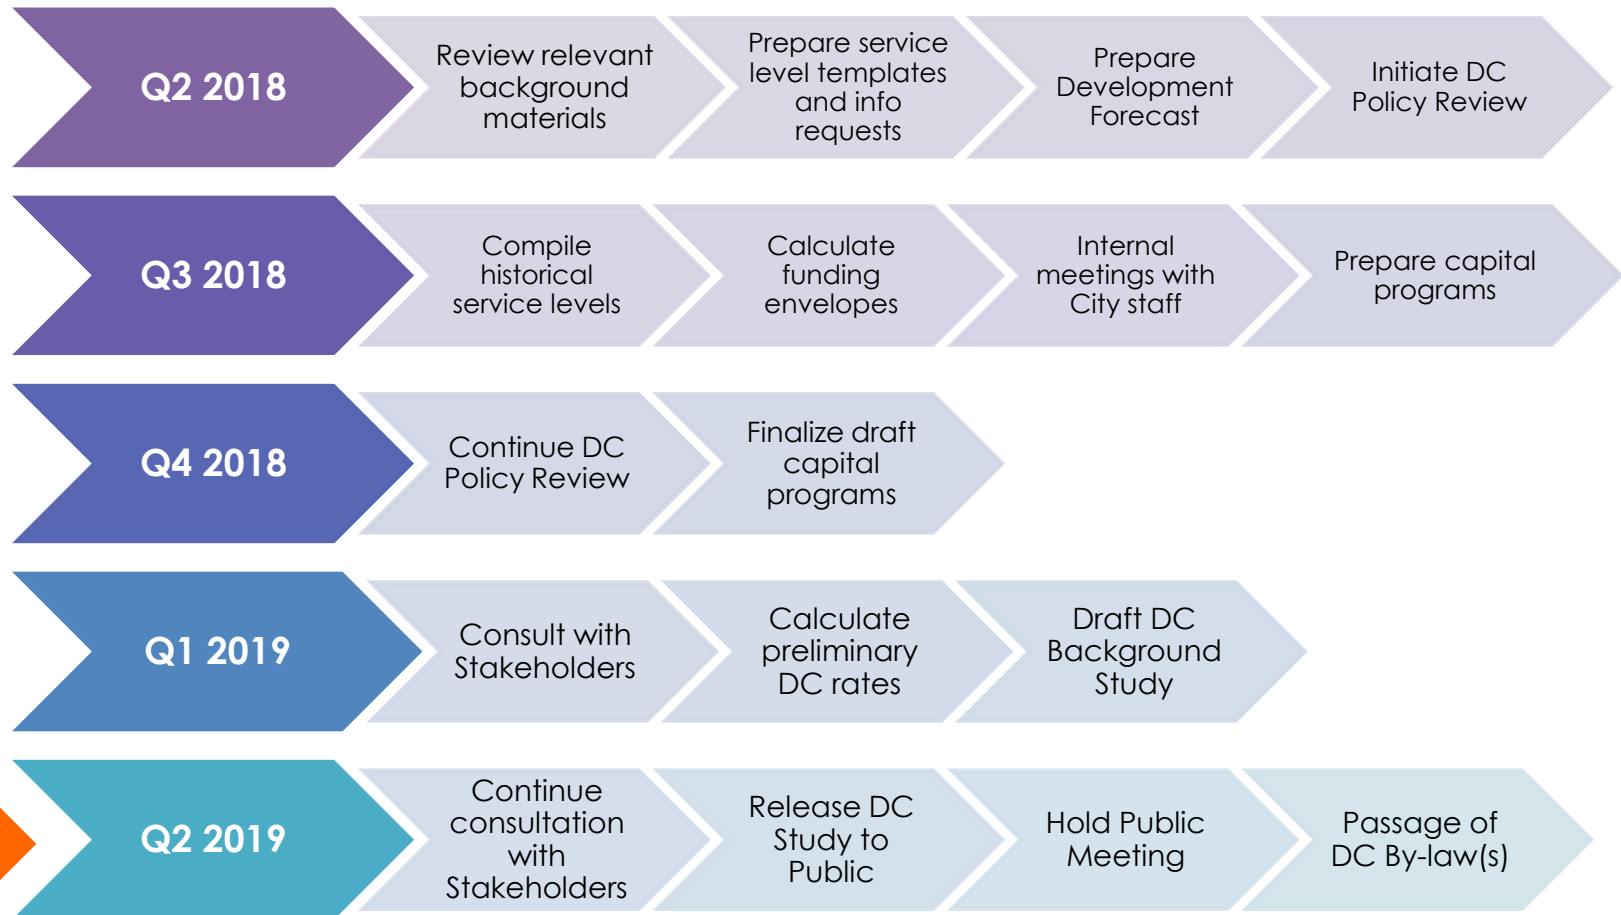 Q2 2018
Review relevant
background
materials
Prepare service
level templates
and info
requests
Prepare
Development
Forecast
Initiate DC
Policy Review
Q3 2018
Compile
historical
service levels
Calculate
funding
envelopes
Internal
meetings with
City staff
Prepare capital
programs
Q4 2018
Continue DC
Policy Review
Finalize draft
capital
programs
Q1 2019
Consult with
Stakeholders
Calculate
preliminary
DC rates
Draft DC
Background
Study
Q2 2019
Continue
consultation
with
Stakeholders
Release DC
Study to
Public
Hold Public
Meeting
Passage of
DC By-law(s)